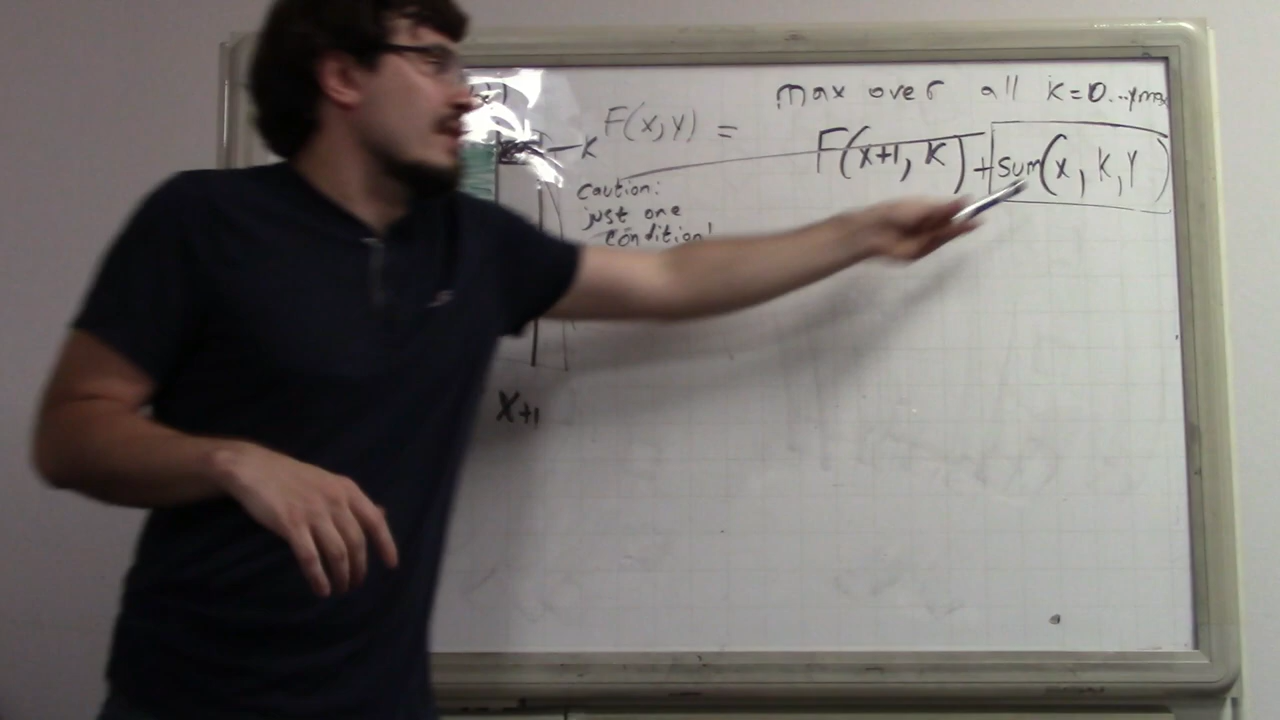 max over all k=0...ymax
F(x,y) =
F(x+1, k) + sum(x, k, y)
k
caution:
just one
condition!
x+1